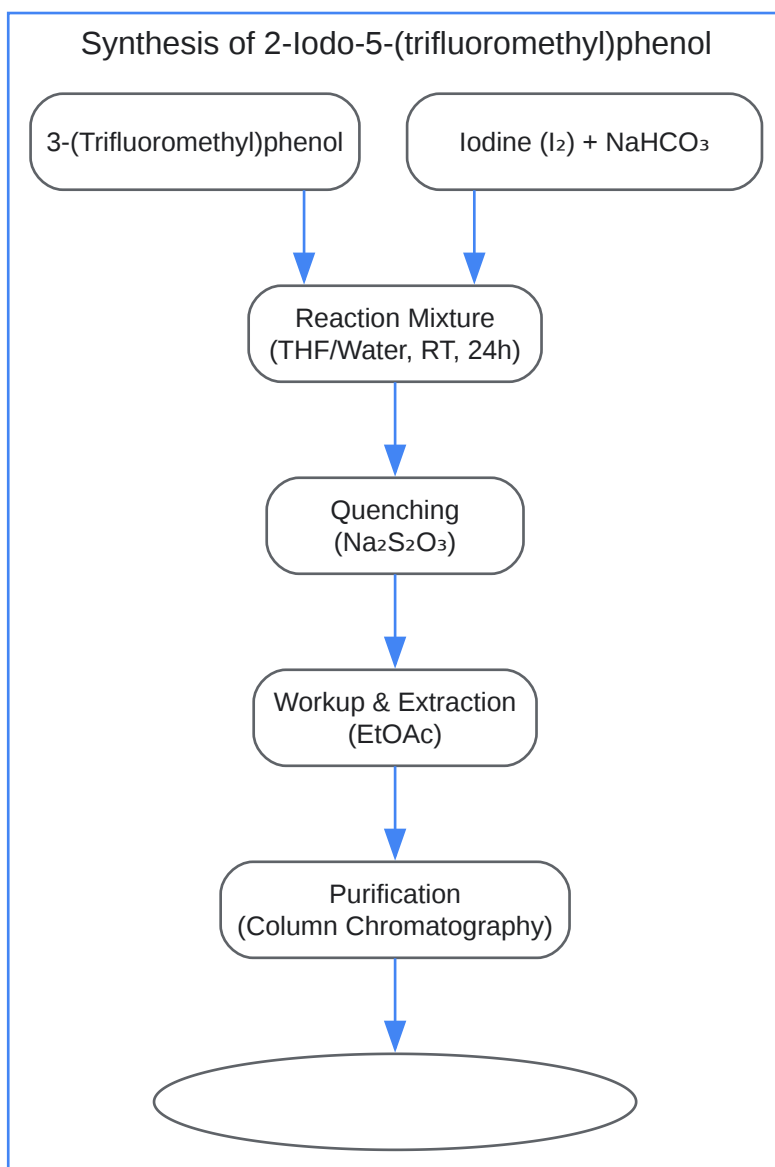 Synthesis of 2-Iodo-5-(trifluoromethyl)phenol
3-(Trifluoromethyl)phenol
Iodine (I₂) + NaHCO₃
Reaction Mixture
(THF/Water, RT, 24h)
Quenching
(Na₂S₂O₃)
Workup & Extraction
(EtOAc)
Purification
(Column Chromatography)